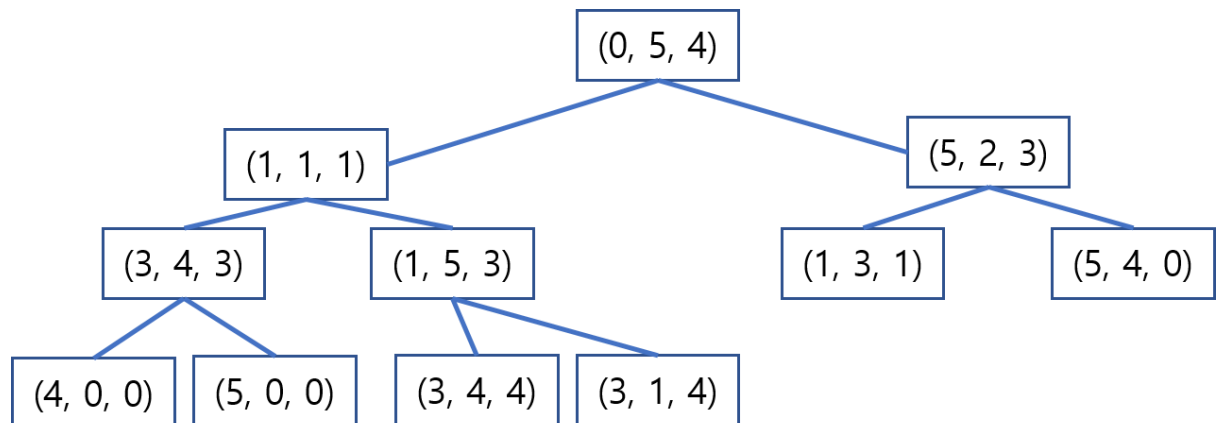 (0, 5, 4)
(1, 1, 1)
(5, 2, 3)
(3, 4, 3)
(1, 5, 3)
(1, 3, 1)
(5, 4, 0)
(4, 0, 0)
(5, 0, 0)
(3, 4, 4)
(3, 1, 4)